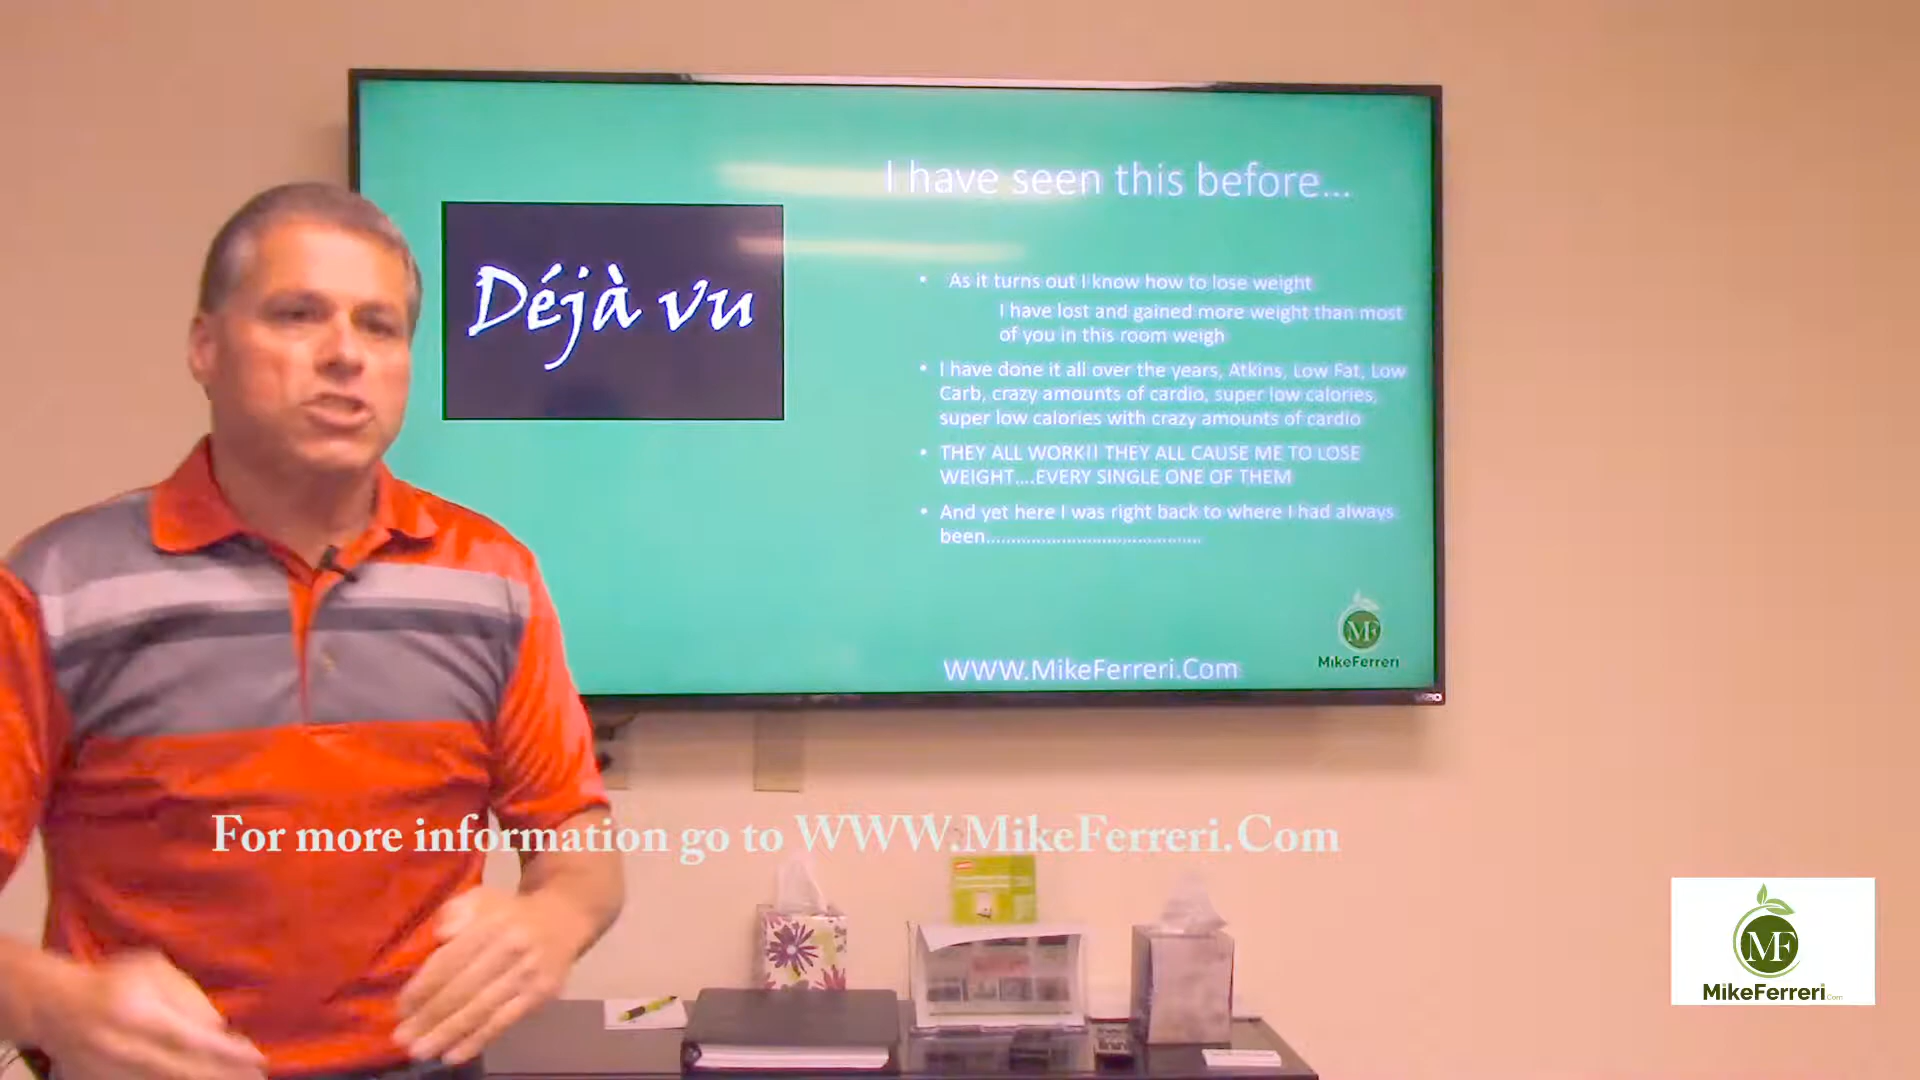 I have seen this before...
Déjà vu
• As it turns out I know how to lose weight
I have lost and gained more weight than most
of you in this room weigh
• I have done it all over the years, Atkins, Low Fat, Low
Carb, crazy amounts of cardio, super low calories,
super low calories with crazy amounts of cardio
• THEY ALL WORK!! THEY ALL CAUSE ME TO LOSE
WEIGHT....EVERY SINGLE ONE OF THEM
• And yet here I was right back to where I had always
been.......................................
MF
MikeFerreri
WWW.MikeFerreri.Com
VIZIO
For more information go to WWW.MikeFerreri.Com
MF
MikeFerreri.Com